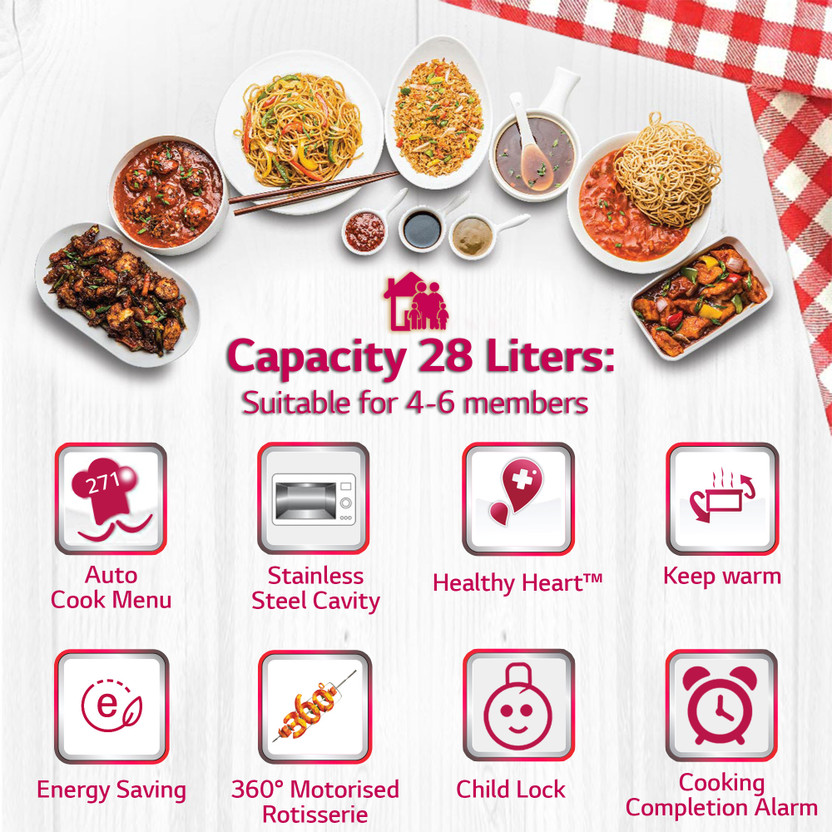 Capacity 28 Liters:
Suitable for 4-6 members
271
Auto
Cook Menu
Stainless
Steel Cavity
Healthy Heart™
Keep warm
e
Energy Saving
360°
360° Motorised
Rotisserie
Child Lock
Cooking
Completion Alarm